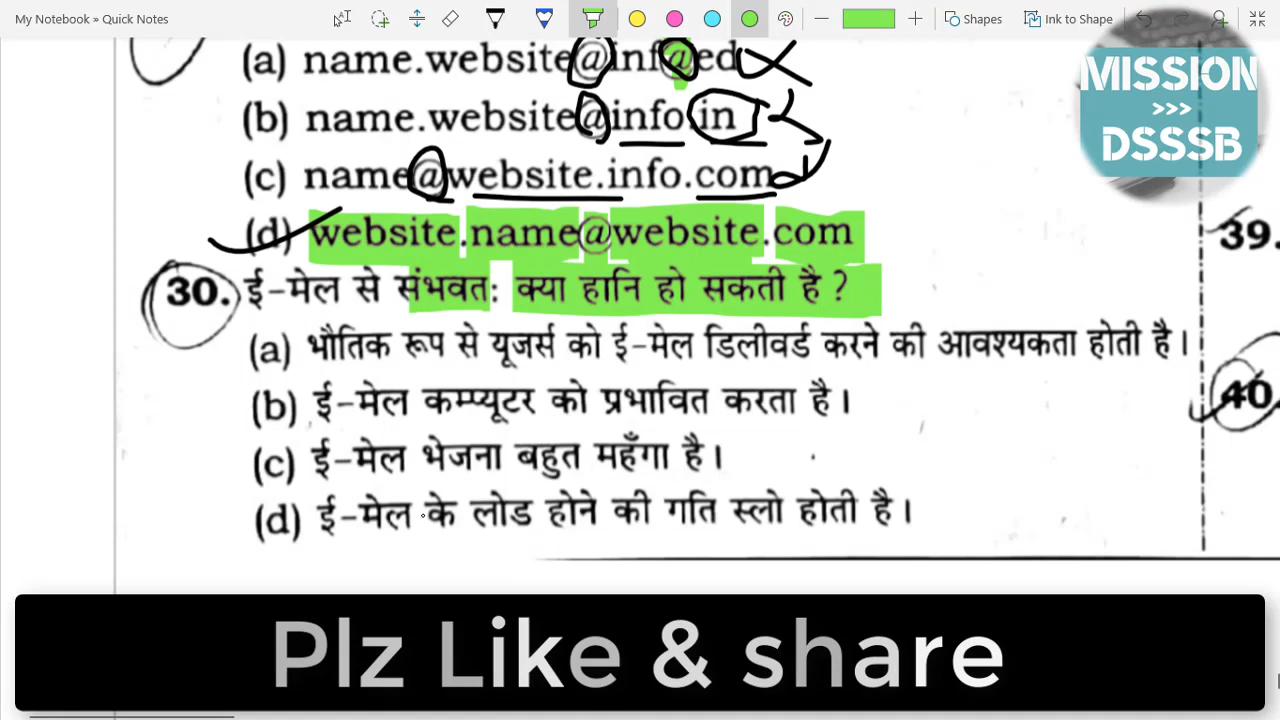 My Notebook » Quick Notes
Shapes
Ink to Shape
(a) name.website@inf@ed
(b) name.website@info.in
(c) name@website.info.com
(d) website.name@website.com
30. ई-मेल से संभवत: क्या हानि हो सकती है ?
(a) भौतिक रूप से यूजर्स को ई-मेल डिलीवर्ड करने की आवश्यकता होती है।
(b) ई-मेल कम्प्यूटर को प्रभावित करता है।
(c) ई-मेल भेजना बहुत महँगा है।
(d) ई-मेल के लोड होने की गति स्लो होती है।
39.
40.
MISSION
>>>
DSSSB
Plz Like & share